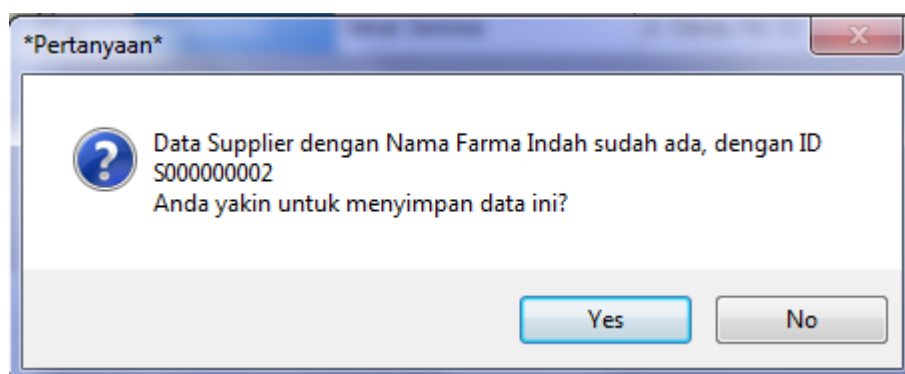 *Pertanyaan*
Data Supplier dengan Nama Farma Indah sudah ada, dengan ID
S000000002
Anda yakin untuk menyimpan data ini?
Yes
No